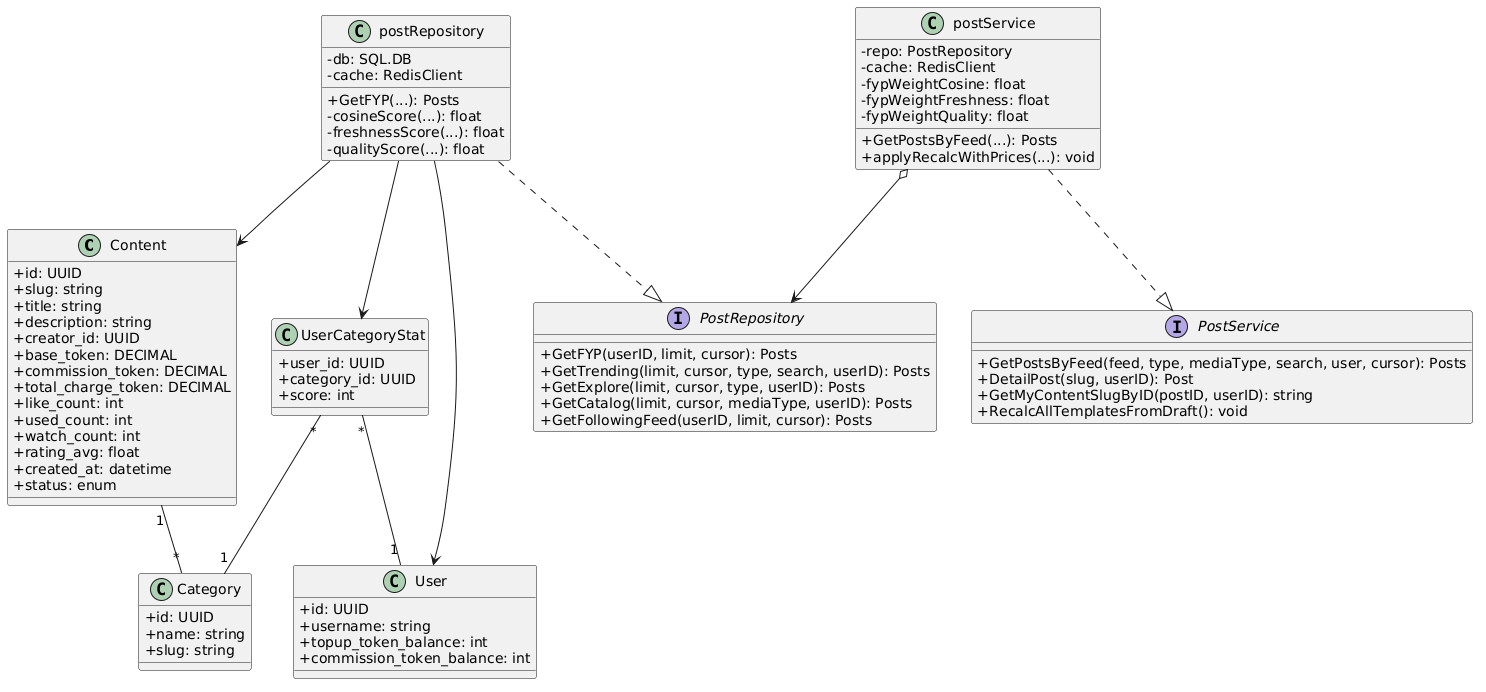 C postRepository
-db: SQL.DB
-cache: RedisClient
+GetFYP(...): Posts
-cosineScore(...): float
-freshnessScore(...): float
-qualityScore(...): float
C postService
-repo: PostRepository
-cache: RedisClient
-fypWeightCosine: float
-fypWeightFreshness: float
-fypWeightQuality: float
+GetPostsByFeed(...): Posts
+applyRecalcWithPrices(...): void
C Content
+id: UUID
+slug: string
+title: string
+description: string
+creator_id: UUID
+base_token: DECIMAL
+commission_token: DECIMAL
+total_charge_token: DECIMAL
+like_count: int
+used_count: int
+watch_count: int
+rating_avg: float
+created_at: datetime
+status: enum
C UserCategoryStat
+user_id: UUID
+category_id: UUID
+score: int
I PostRepository
+GetFYP(userID, limit, cursor): Posts
+GetTrending(limit, cursor, type, search, userID): Posts
+GetExplore(limit, cursor, type, userID): Posts
+GetCatalog(limit, cursor, mediaType, userID): Posts
+GetFollowingFeed(userID, limit, cursor): Posts
I PostService
+GetPostsByFeed(feed, type, mediaType, search, user, cursor): Posts
+DetailPost(slug, userID): Post
+GetMyContentSlugByID(postID, userID): string
+RecalcAllTemplatesFromDraft(): void
* *
1
* 1 1
C Category
+id: UUID
+name: string
+slug: string
C User
+id: UUID
+username: string
+topup_token_balance: int
+commission_token_balance: int